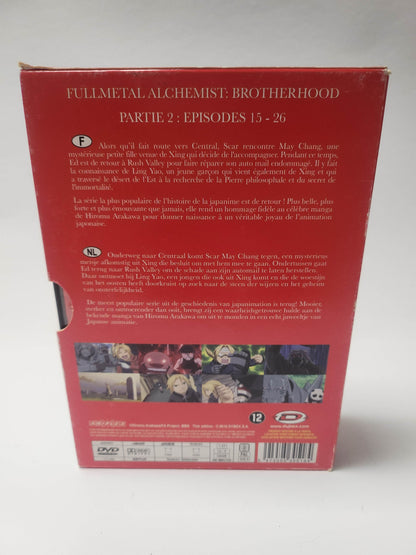 FULLMETAL ALCHEMIST: BROTHERHOOD
PARTIE 2 : EPISODES 15 - 26
F
Alors qu'il fait route vers Central, Scar rencontre May Chang, une
mystérieuse petite fille venue de Xing qui décide de l'accompagner. Pendant ce temps,
Ed est de retour à Rush Valley pour faire réparer son auto mail endommagé. Il y fait
la connaissance de Ling Yao, un jeune garçon qui vient également de Xing et qui
a traversé le désert de l'Est à la recherche de la Pierre philosophale et du secret de
l'immortalité.
La série la plus populaire de l'histoire de la japanime est de retour ! Plus belle, plus
forte et plus émouvante que jamais, elle rend un hommage fidèle au célèbre manga
de Hiromu Arakawa pour donner naissance à un véritable joyau de l'animation
japonaise.
NL
Onderweg naar Centraal komt Scar May Chang tegen, een mysterieus
meisje afkomstig uit Xing die besluit om met hem mee te gaan. Ondertussen gaat
Ed terug naar Rush Valley om de schade aan zijn automail te laten herstellen.
Daar ontmoet hij Ling Yao, een jongen die ook uit Xing komt en die de woestijn
van het oosten heeft doorkruist op zoek naar de steen der wijzen en het geheim
van onsterfelijkheid.
De meest populaire serie uit de geschiedenis van japanimation is terug! Mooier,
sterker en ontroerender dan ooit, brengt zij een waarheidsgetrouwe hulde aan de
bekende manga van Hiromu Arakawa om uit te monden in een echt juweeltje van
Japanse animatie.
12
DVD